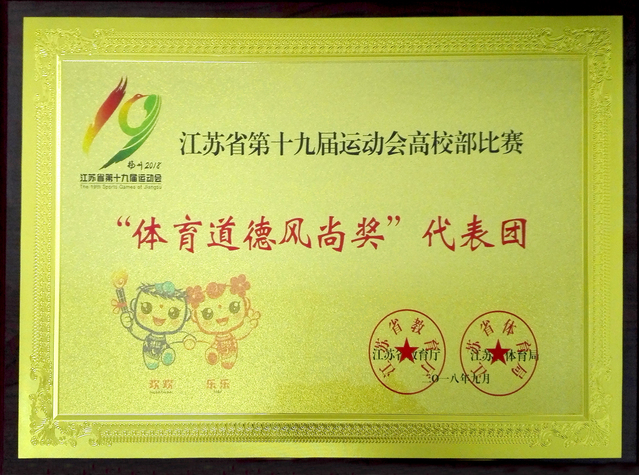 19
扬州2018
江苏省第十九届运动会
The 19th Sports Games of Jiangsu
江苏省第十九届运动会高校部比赛
“体育道德风尚奖”代表团
欢欢 乐乐
江苏省教育厅 江苏省体育局
江苏省教育厅 江苏省体育局
二〇一八年九月